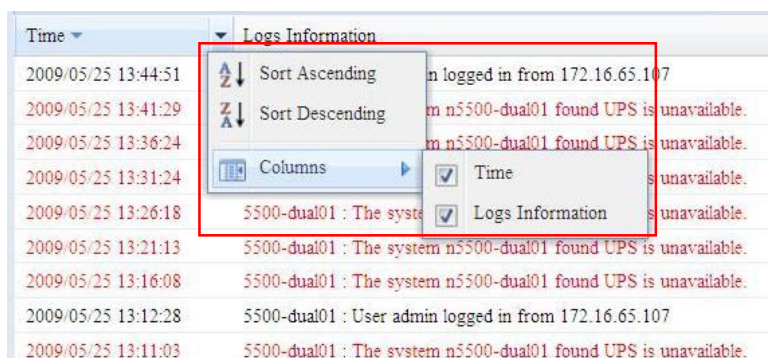 Time Logs Information
2009/05/25 13:44:51 Sort Ascending n logged in from 172.16.65.107
2009/05/25 13:41:29 Sort Descending m n5500-dual01 found UPS is unavailable.
2009/05/25 13:36:24 m n5500-dual01 found UPS is unavailable.
2009/05/25 13:31:24 Columns Time s unavailable.
2009/05/25 13:26:18 5500-dual01 : The syste Logs Information s unavailable.
2009/05/25 13:21:13 5500-dual01 : The system n5500-dual01 found UPS is unavailable.
2009/05/25 13:16:08 5500-dual01 : The system n5500-dual01 found UPS is unavailable.
2009/05/25 13:12:28 5500-dual01 : User admin logged in from 172.16.65.107
2009/05/25 13:11:03 5500-dual01 : The system n5500-dual01 found UPS is unavailable.